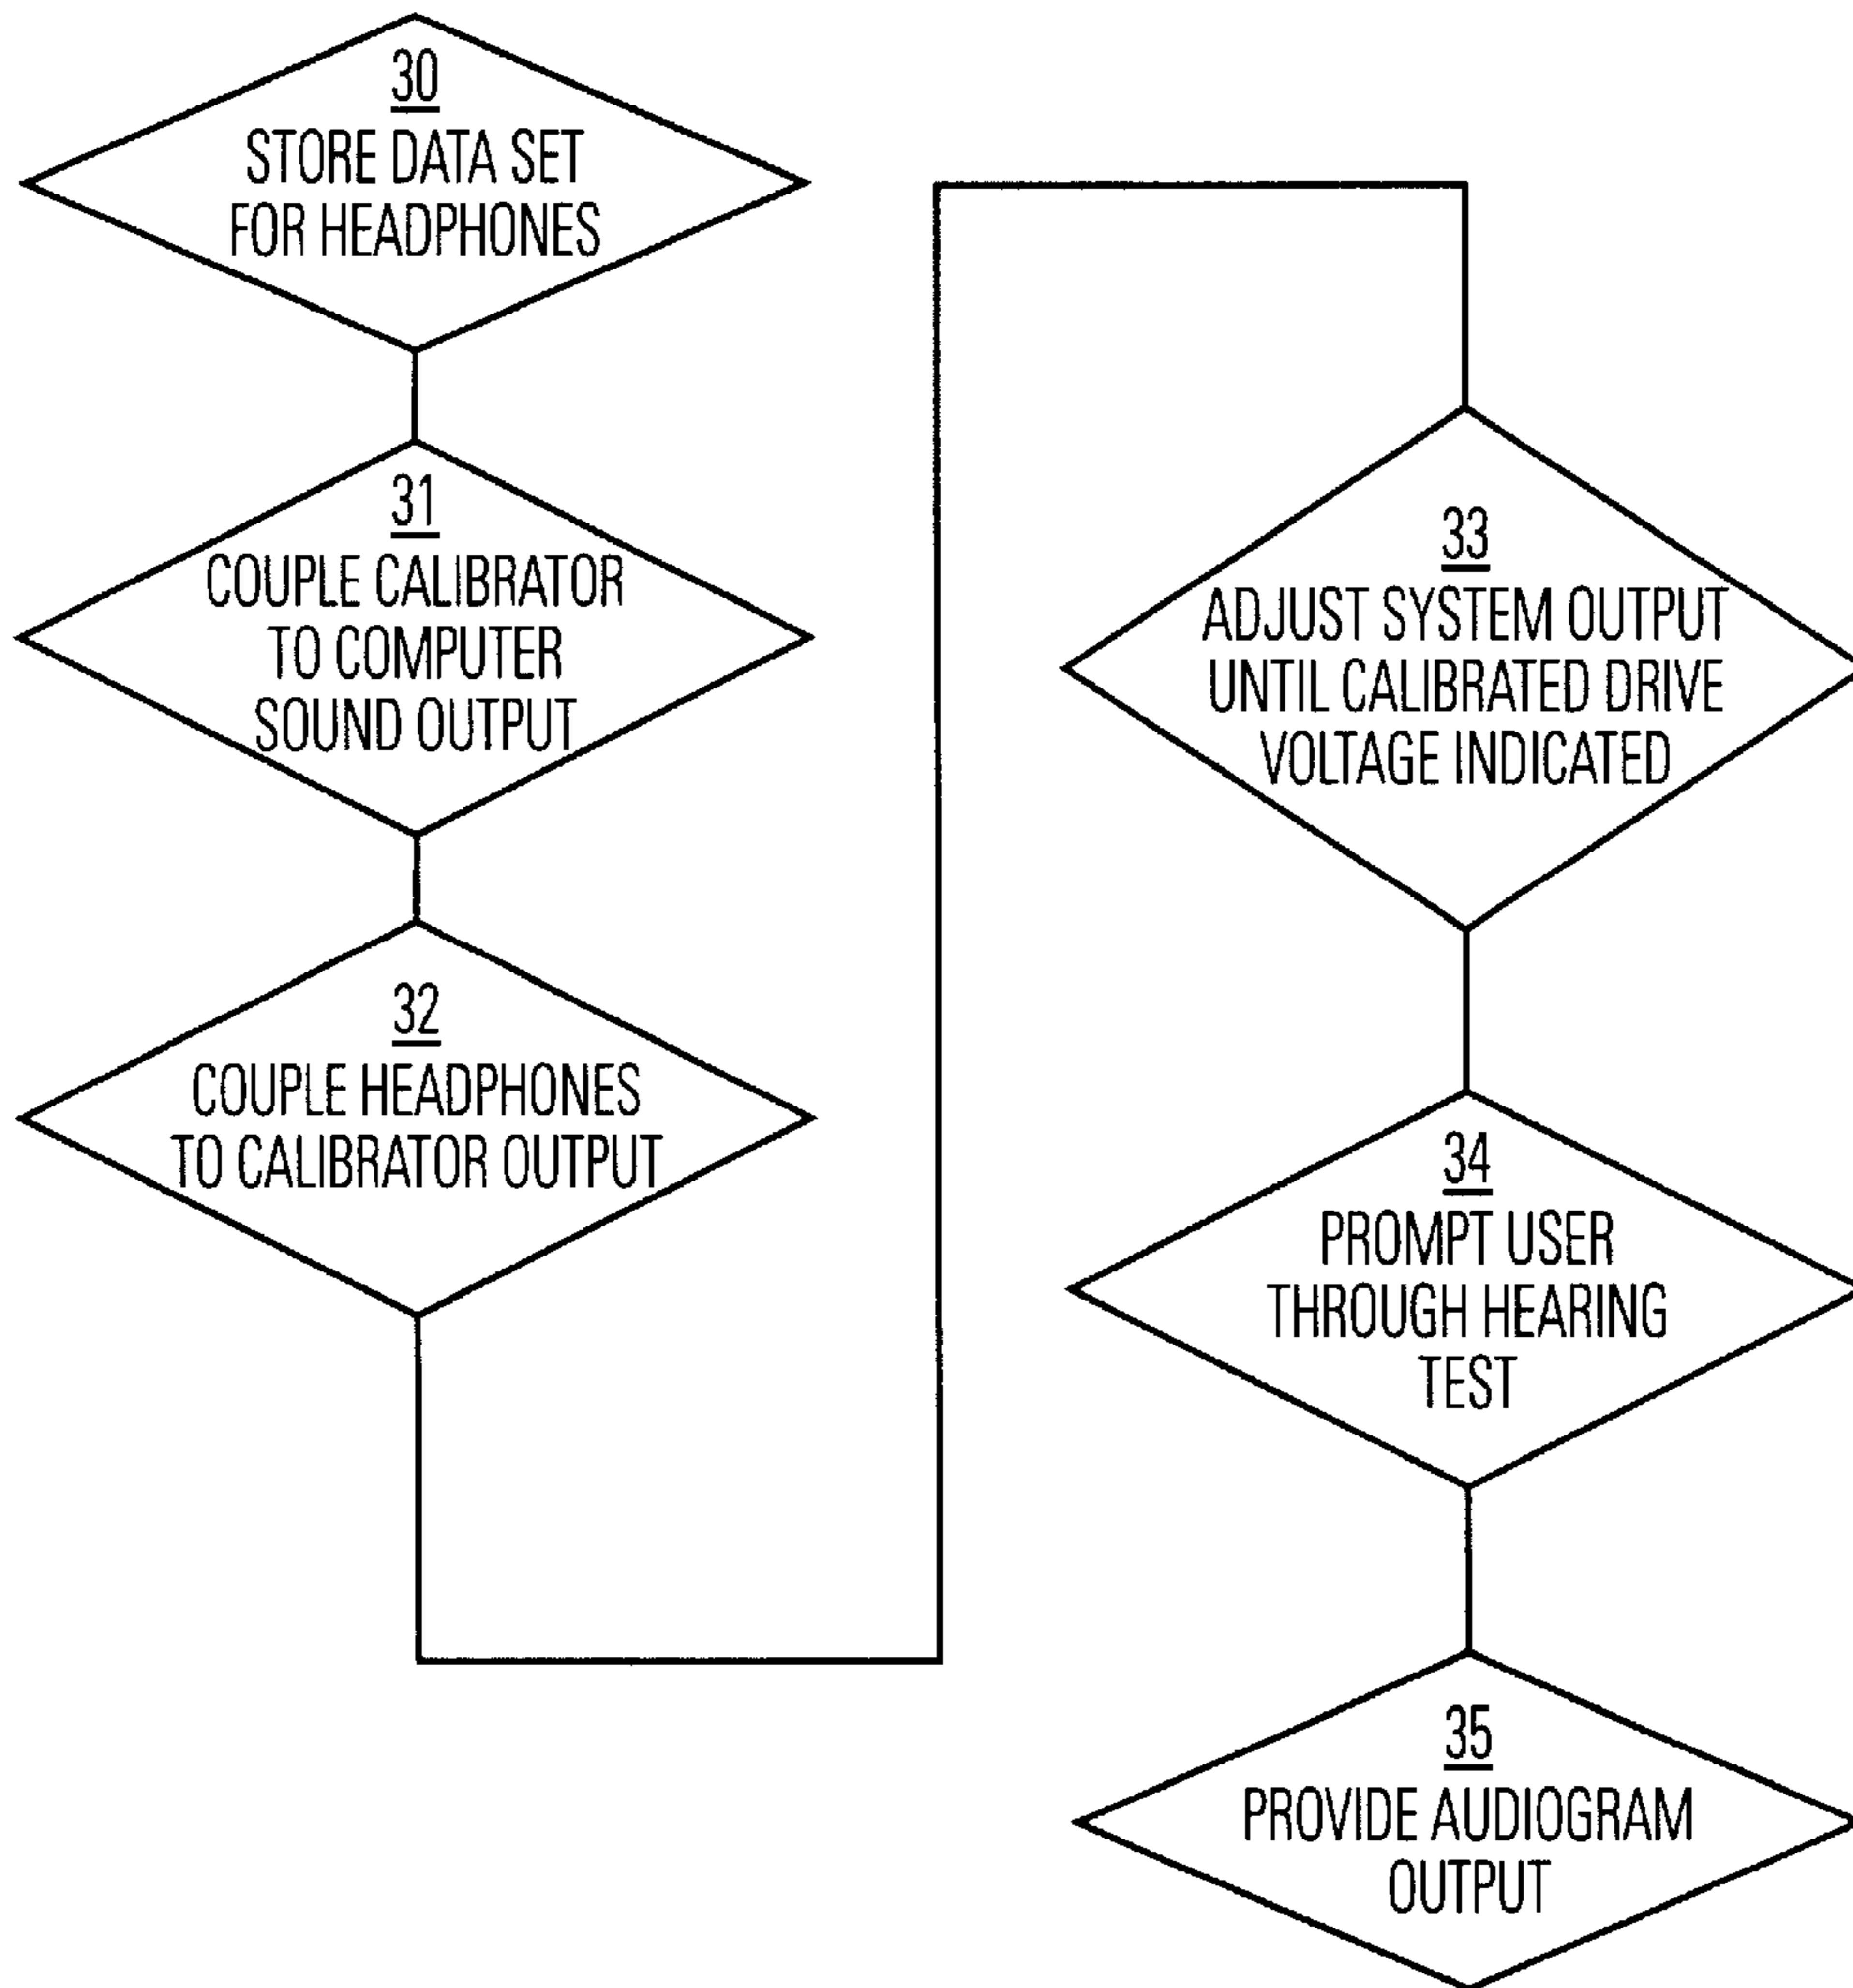 30
STORE DATA SET
FOR HEADPHONES
31
COUPLE CALIBRATOR
TO COMPUTER
SOUND OUTPUT
32
COUPLE HEADPHONES
TO CALIBRATOR OUTPUT
33
ADJUST SYSTEM OUTPUT
UNTIL CALIBRATED DRIVE
VOLTAGE INDICATED
34
PROMPT USER
THROUGH HEARING
TEST
35
PROVIDE AUDIOGRAM
OUTPUT